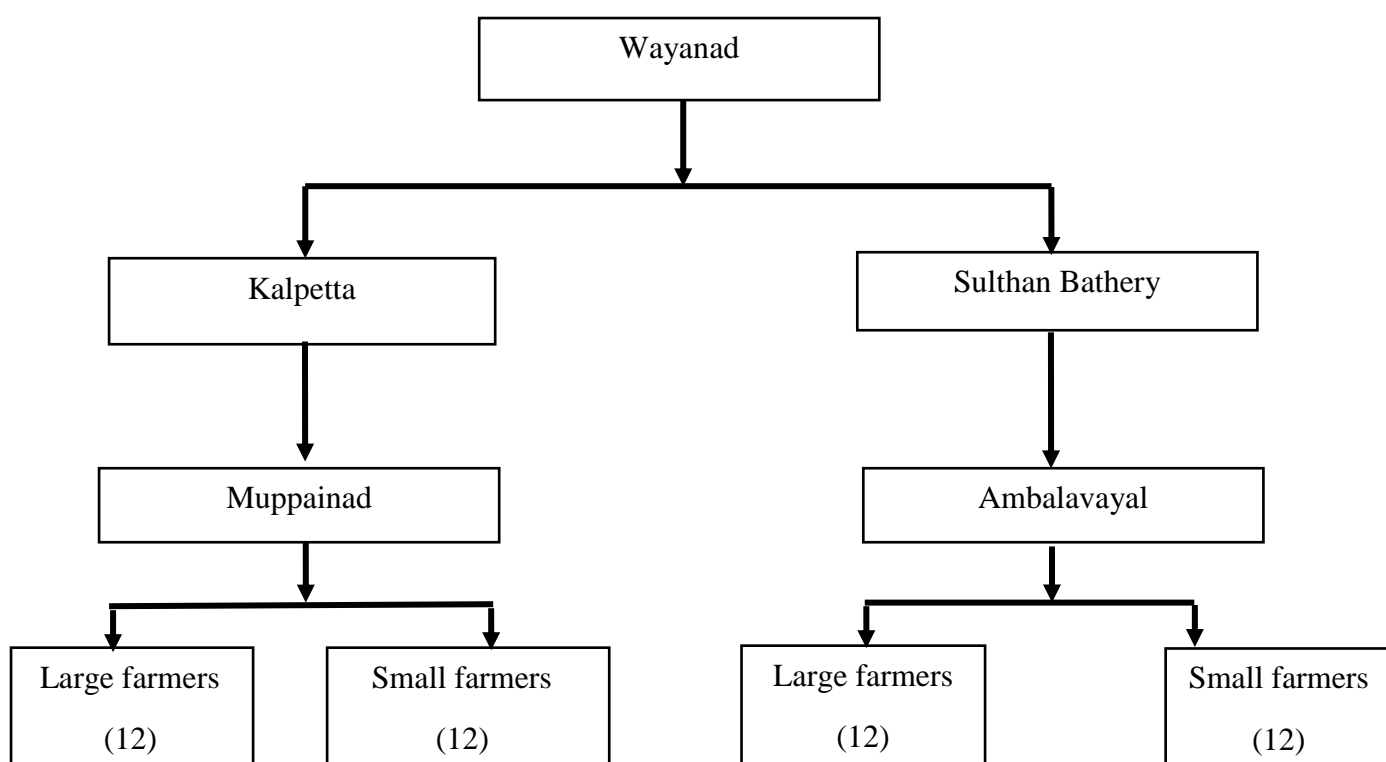 Wayanad
Kalpetta
Sulthan Bathery
Muppainad
Ambalavayal
Large farmers
(12)
Small farmers
(12)
Large farmers
(12)
Small farmers
(12)